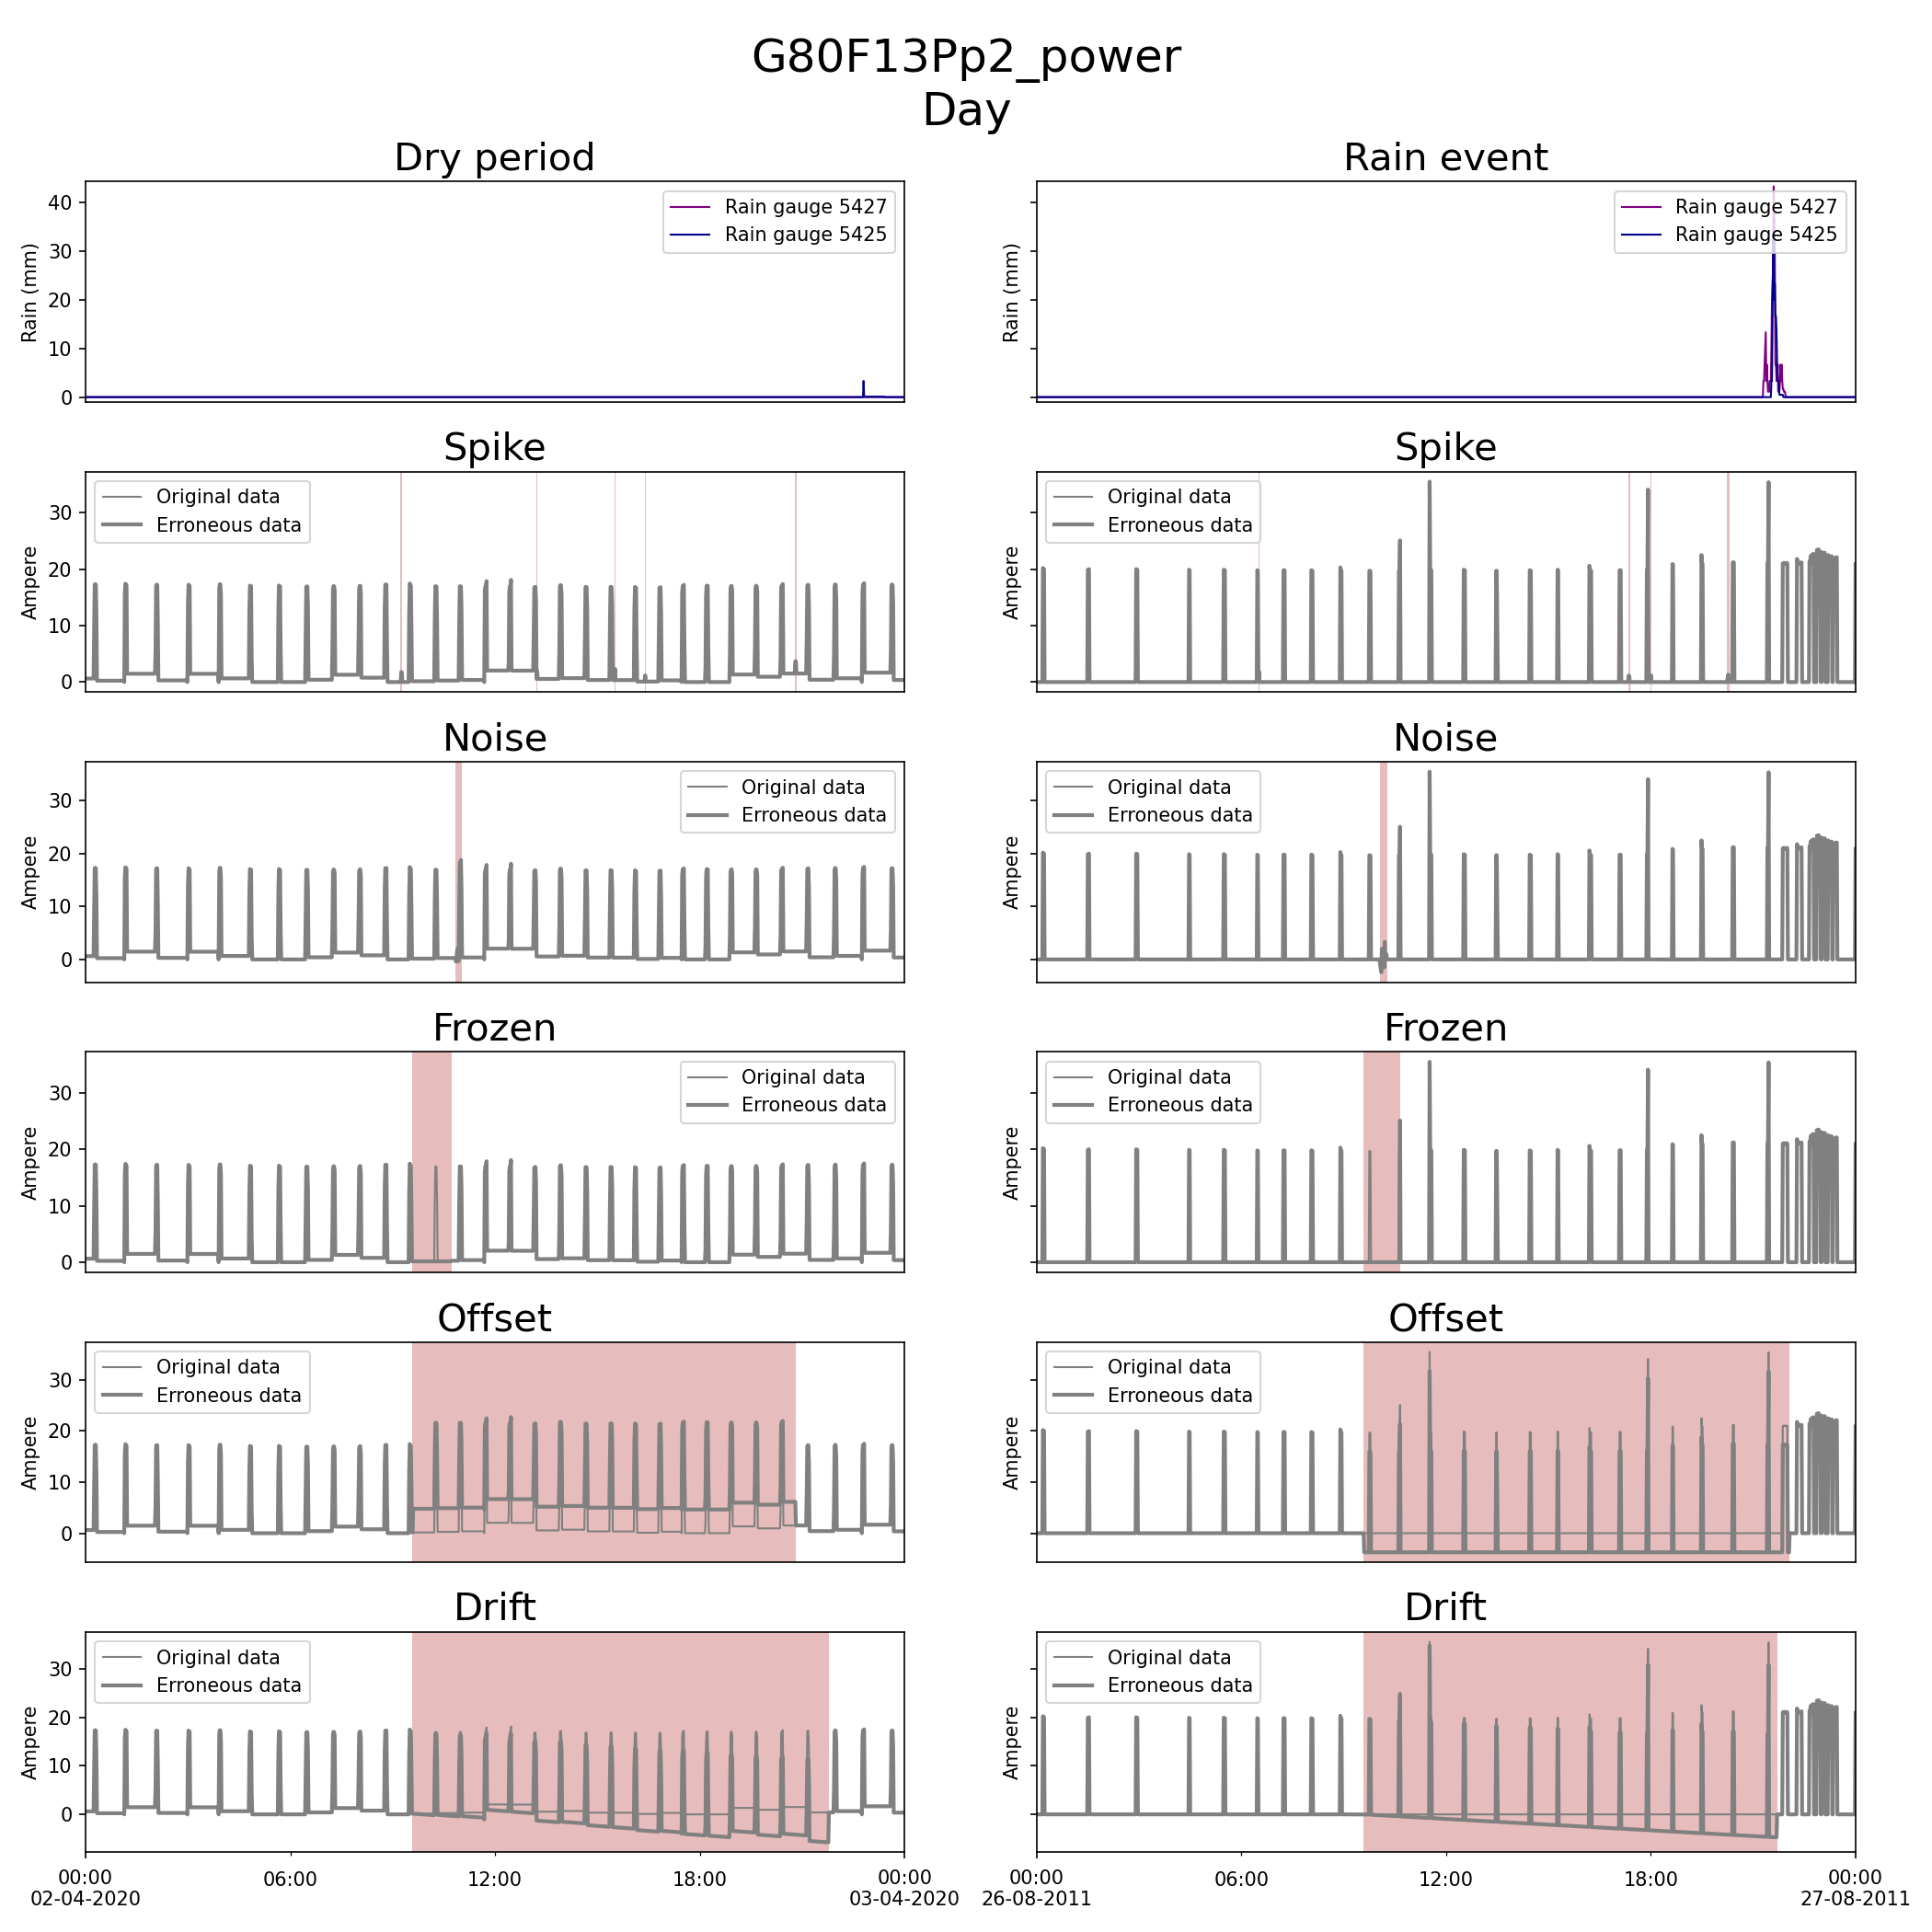 G80F13Pp2_power
Day
Dry period
Rain (mm)
40
30
20
10
0
Rain gauge 5427
Rain gauge 5425
Rain event
Rain (mm)
Rain gauge 5427
Rain gauge 5425
Spike
Ampere
30
20
10
0
Original data
Erroneous data
Spike
Ampere
Original data
Erroneous data
Noise
Ampere
30
20
10
0
Original data
Erroneous data
Noise
Ampere
Original data
Erroneous data
Frozen
Ampere
30
20
10
0
Original data
Erroneous data
Frozen
Ampere
Original data
Erroneous data
Offset
Ampere
30
20
10
0
Original data
Erroneous data
Offset
Ampere
Original data
Erroneous data
Drift
Ampere
30
20
10
0
Original data
Erroneous data
00:00 06:00 12:00 18:00 00:00
02-04-2020 03-04-2020
Drift
Ampere
Original data
Erroneous data
00:00 06:00 12:00 18:00 00:00
26-08-2011 27-08-2011